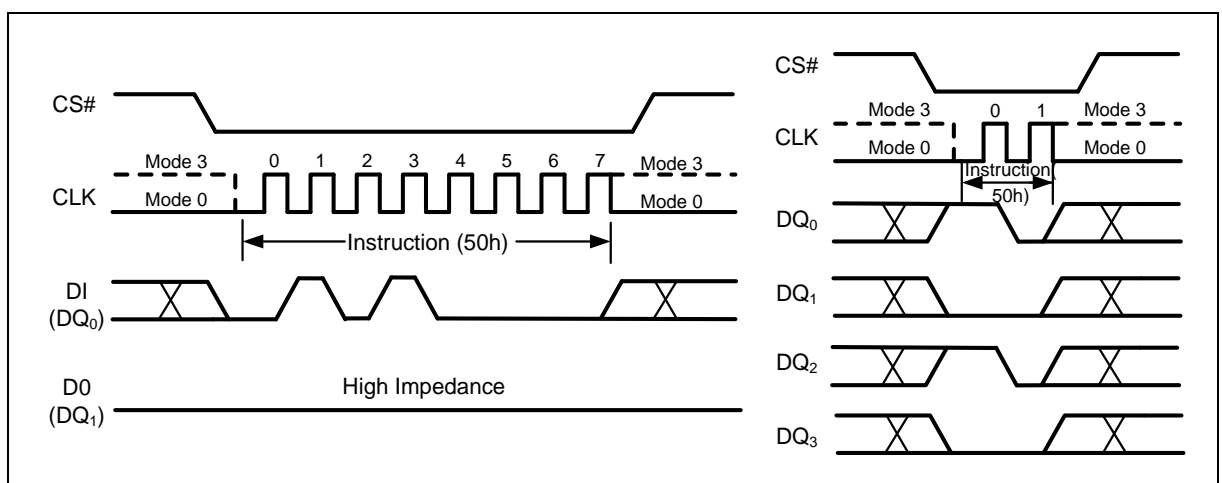 CS#
Mode 3 0 1 2 3 4 5 6 7 Mode 3
CLK
Mode 0 Mode 0
Instruction (50h)
DI
(DQ0)
High Impedance
D0
(DQ1)
CS#
Mode 3 0 1 Mode 3
CLK
Mode 0 Mode 0
Instruction(
50h)
DQ0
DQ1
DQ2
DQ3